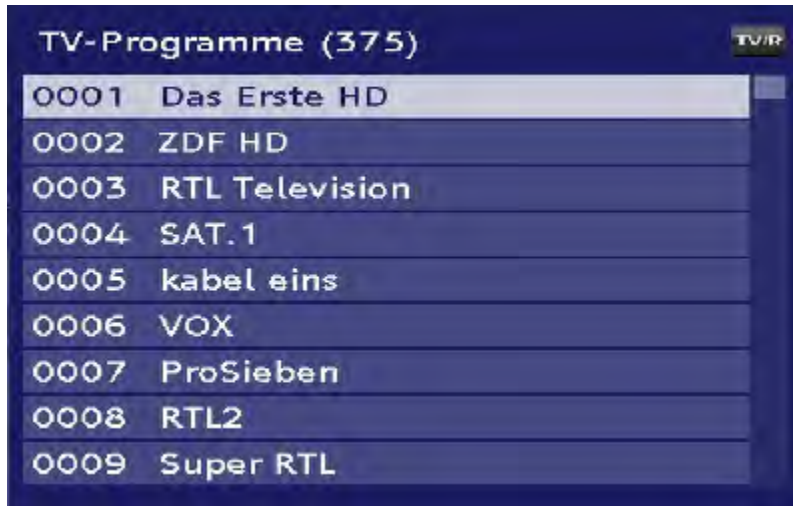 TV-Programme (375)
TV/R
0001 Das Erste HD
0002 ZDF HD
0003 RTL Television
0004 SAT.1
0005 kabel eins
0006 VOX
0007 ProSieben
0008 RTL2
0009 Super RTL